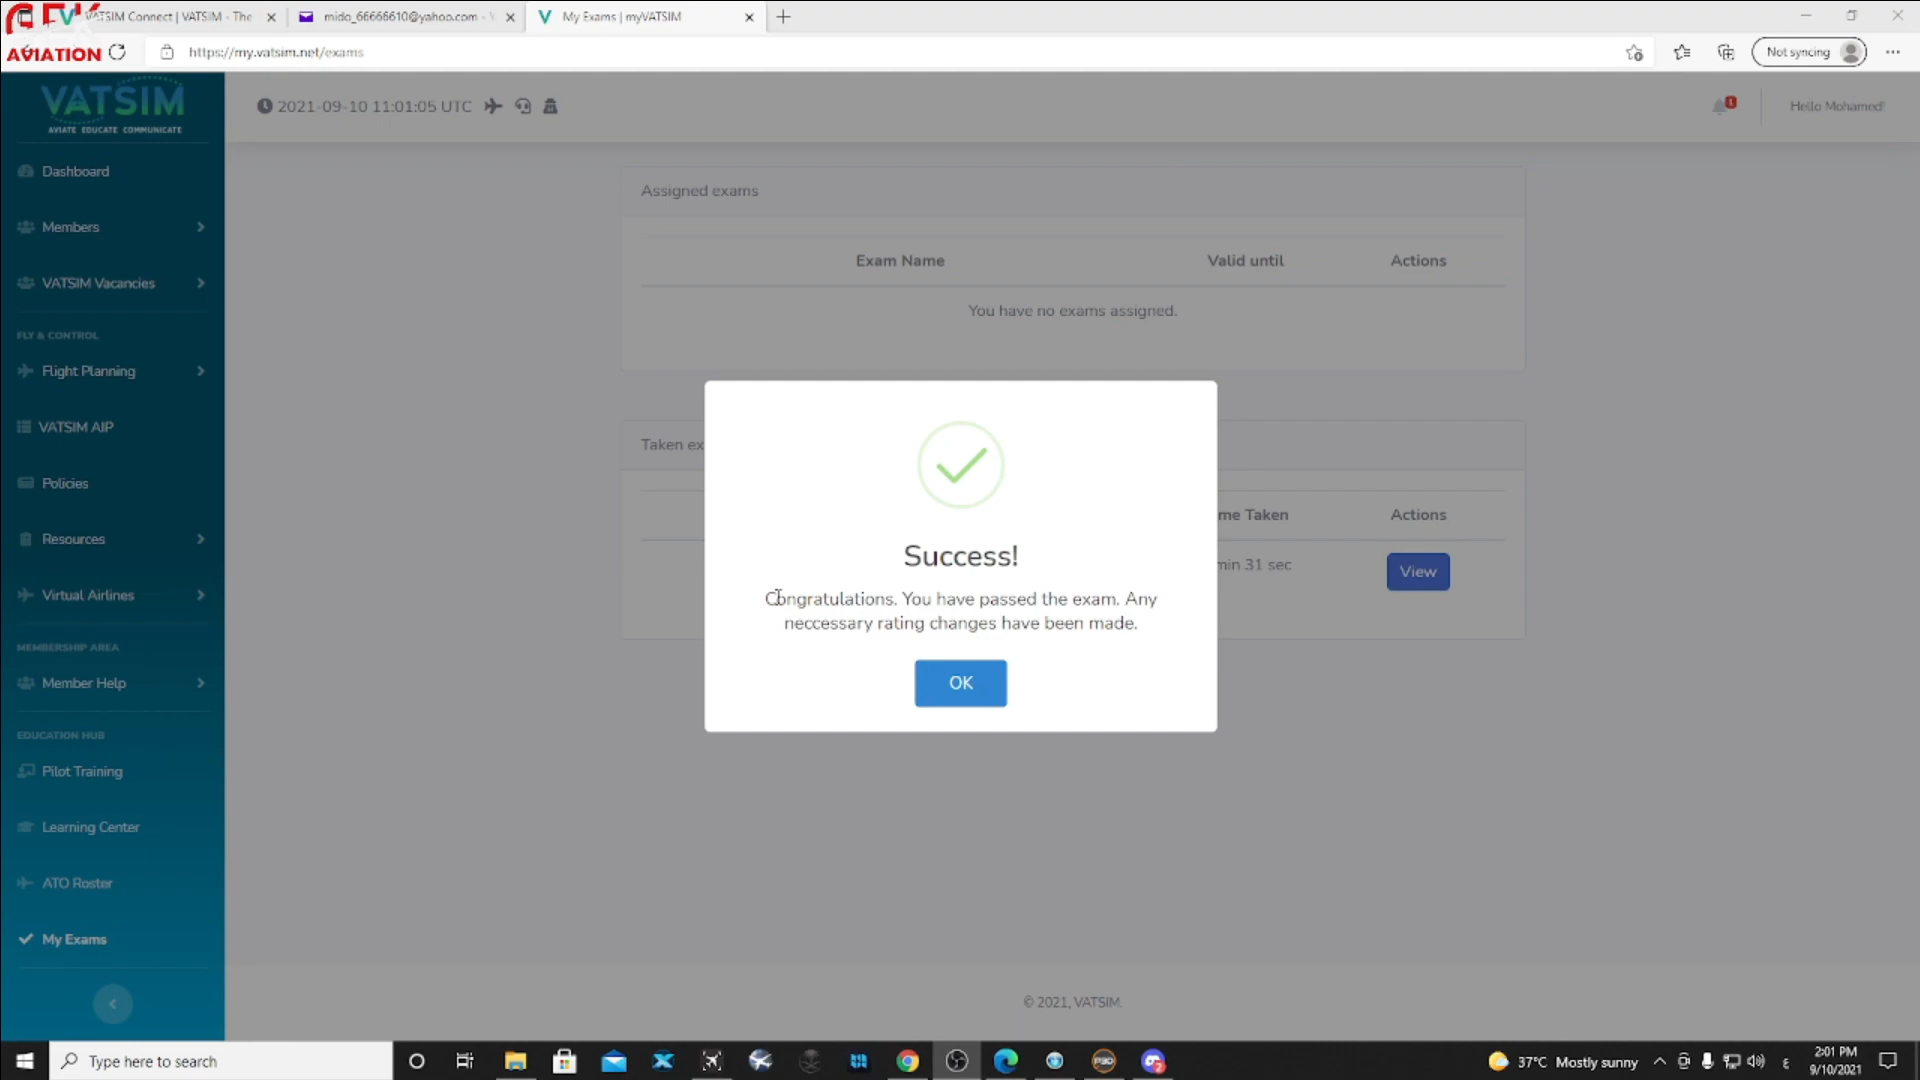 VATSIM Connect | VATSIM - The
mido_66666610@yahoo.com - Y
My Exams | myVATSIM
AVIATION
https://my.vatsim.net/exams
Not syncing
VATSIM
AVIATE EDUCATE COMMUNICATE
2021-09-10 11:01:05 UTC
1
Hello Mohamed!
Dashboard
Members
VATSIM Vacancies
FLY & CONTROL
Flight Planning
VATSIM AIP
Policies
Resources
Virtual Airlines
MEMBERSHIP AREA
Member Help
EDUCATION HUB
Pilot Training
Learning Center
ATO Roster
My Exams
Assigned exams
Exam Name Valid until Actions
You have no exams assigned.
Taken ex
me Taken Actions
min 31 sec View
Success!
Congratulations. You have passed the exam. Any
neccessary rating changes have been made.
OK
© 2021, VATSIM.
Type here to search
P3D
2
37°C Mostly sunny
ع
2:01 PM
9/10/2021